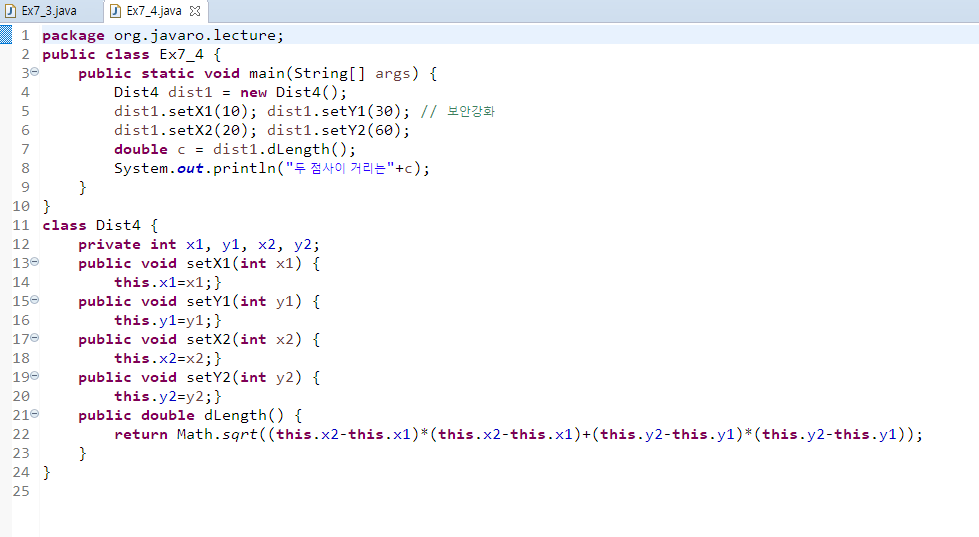 Ex7_3.java Ex7_4.java
1 package org.javaro.lecture;
2 public class Ex7_4 {
3 public static void main(String[] args) {
4 Dist4 dist1 = new Dist4();
5 dist1.setX1(10); dist1.setY1(30); // 보안강화
6 dist1.setX2(20); dist1.setY2(60);
7 double c = dist1.dLength();
8 System.out.println("두 점사이 거리는"+c);
9 }
10 }
11 class Dist4 {
12 private int x1, y1, x2, y2;
13 public void setX1(int x1) {
14 this.x1=x1;}
15 public void setY1(int y1) {
16 this.y1=y1;}
17 public void setX2(int x2) {
18 this.x2=x2;}
19 public void setY2(int y2) {
20 this.y2=y2;}
21 public double dLength() {
22 return Math.sqrt((this.x2-this.x1)*(this.x2-this.x1)+(this.y2-this.y1)*(this.y2-this.y1));
23 }
24 }
25